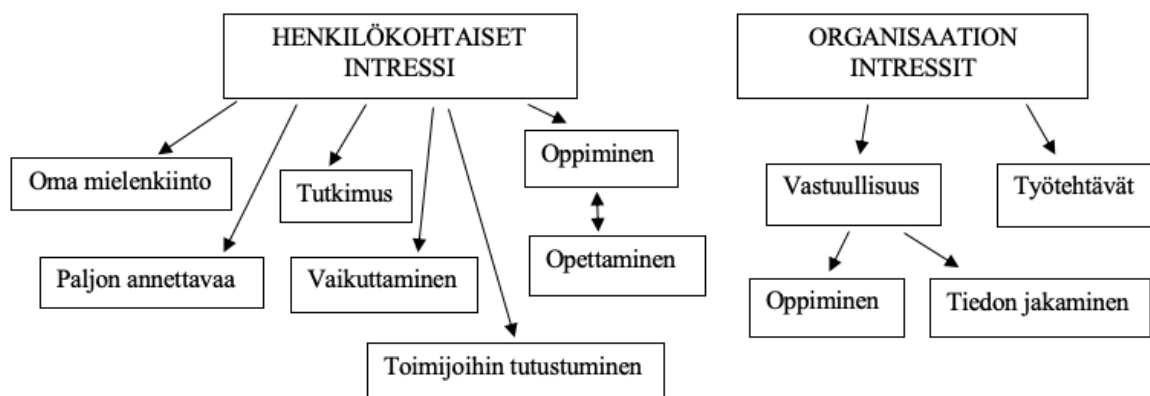 HENKILÖKOHTAISET
INTRESSI
ORGANISAATION
INTRESSIT
Oma mielenkiinto
Tutkimus
Oppiminen
Vastuullisuus
Työtehtävät
Paljon annettavaa
Vaikuttaminen
Opettaminen
Oppiminen
Tiedon jakaminen
Toimijoihin tutustuminen